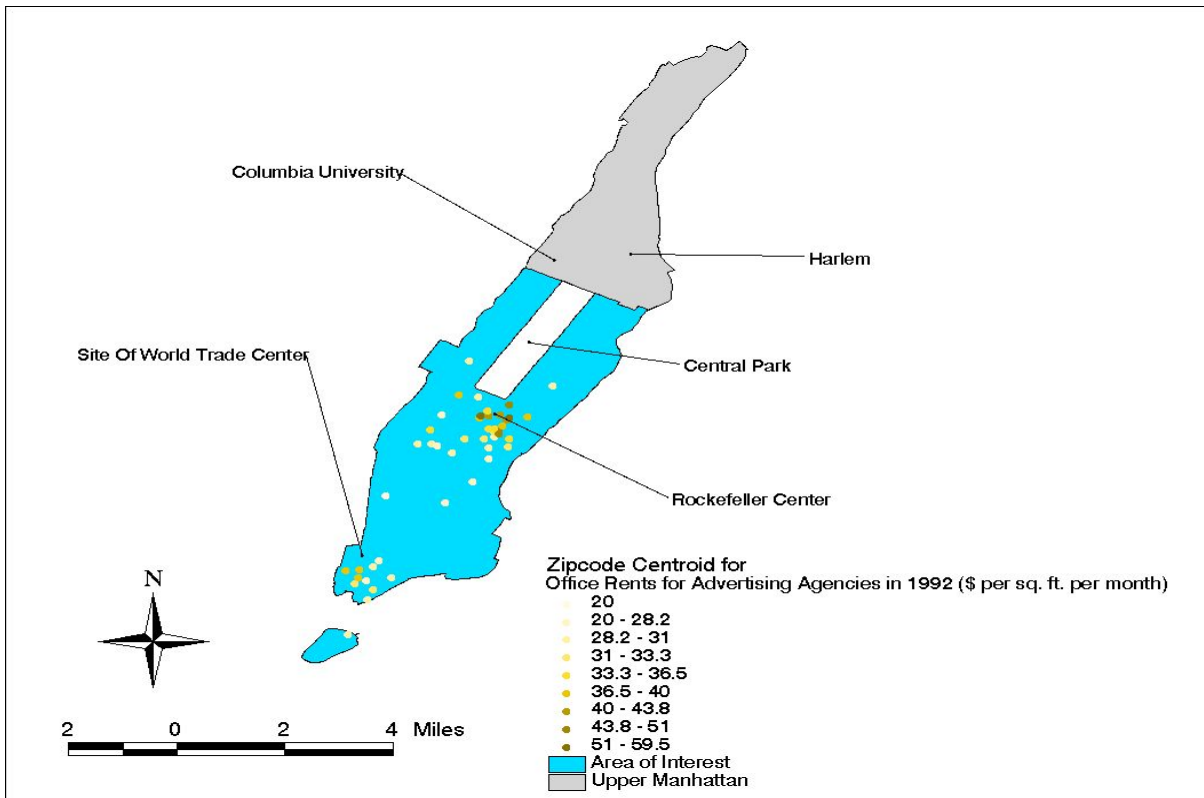 Columbia University
Harlem
Site Of World Trade Center
Central Park
Rockefeller Center
Zipcode Centroid for
Office Rents for Advertising Agencies in 1992 ($ per sq. ft. per month)
20
20 - 28.2
28.2 - 31
31 - 33.3
33.3 - 36.5
36.5 - 40
40 - 43.8
43.8 - 51
51 - 59.5
Area of Interest
Upper Manhattan
N
2 0 2 4 Miles